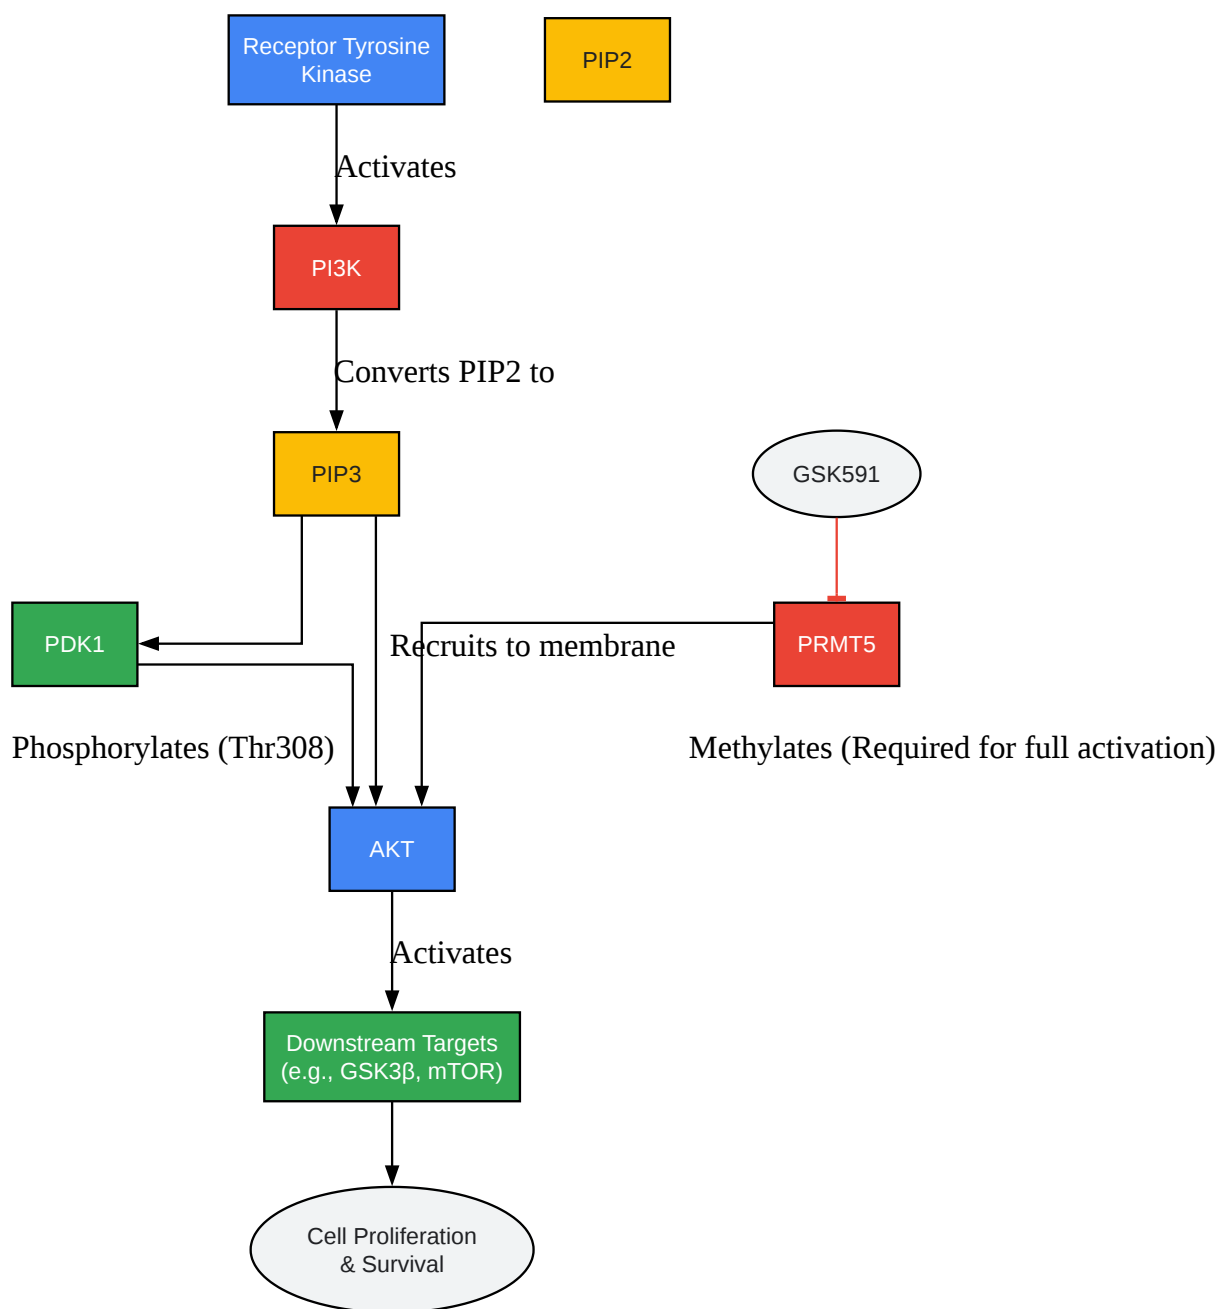 Receptor Tyrosine
Kinase
PIP2
Activates
PI3K
Converts PIP2 to
PIP3
GSK591
PDK1
Recruits to membrane
PRMT5
Phosphorylates (Thr308)
Methylates (Required for full activation)
AKT
Activates
Downstream Targets
(e.g., GSK3β, mTOR)
Cell Proliferation
& Survival